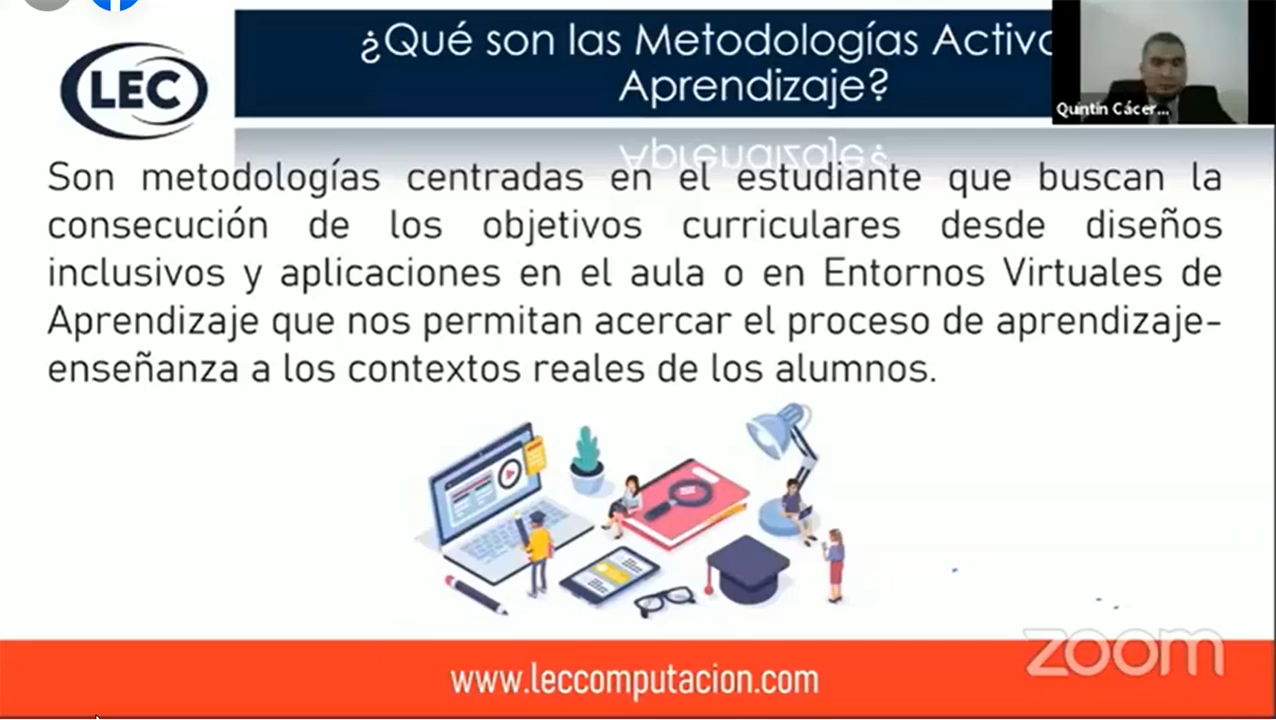 LEC
¿Qué son las Metodologías Activ
Aprendizaje?
Quintín Cácer...
Son metodologías centradas en el estudiante que buscan la
consecución de los objetivos curriculares desde diseños
inclusivos y aplicaciones en el aula o en Entornos Virtuales de
Aprendizaje que nos permitan acercar el proceso de aprendizaje-
enseñanza a los contextos reales de los alumnos.
zoom
www.leccomputacion.com